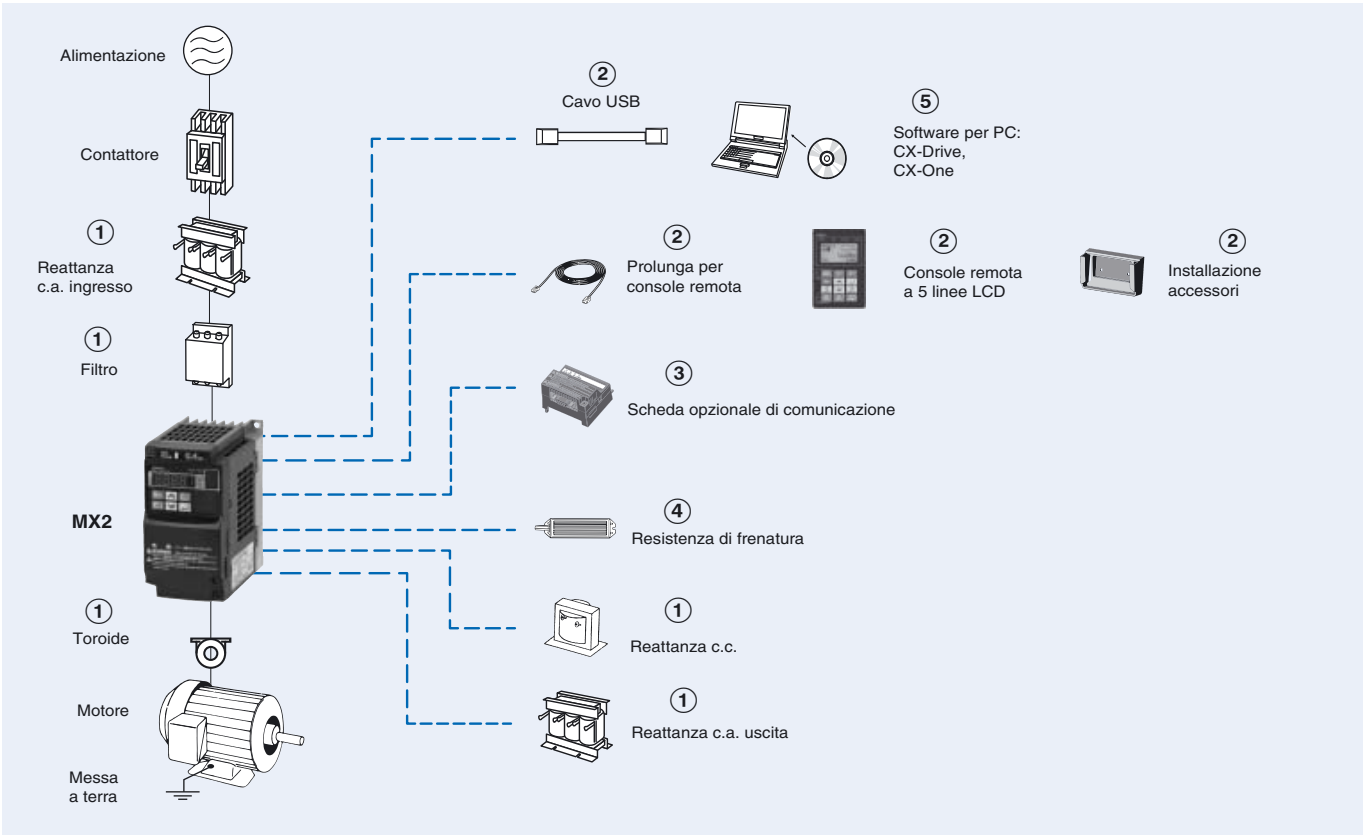 Alimentazione
Contattore
1
Reattanza
c.a. ingresso
1
Filtro
MX2
1
Toroide
Motore
Messa
a terra
2
Cavo USB
5
Software per PC:
CX-Drive,
CX-One
2
Prolunga per
console remota
2
Console remota
a 5 linee LCD
2
Installazione
accessori
3
Scheda opzionale di comunicazione
4
Resistenza di frenatura
1
Reattanza c.c.
1
Reattanza c.a. uscita